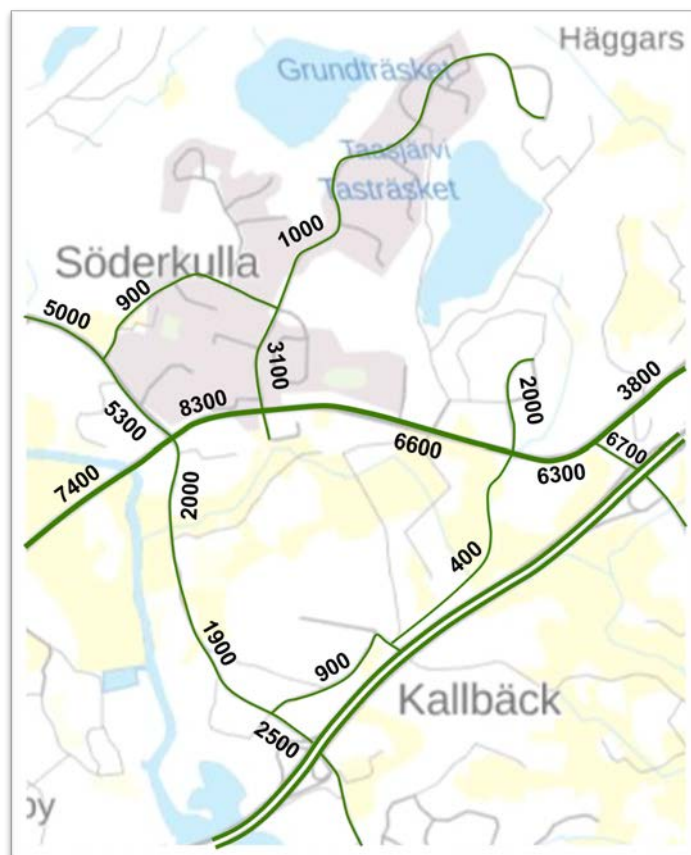 Häggars
Grundträsket
Taasjärvi
Tasträsket
1000
Söderkulla
900
5000
3100
3800
2000
8300
5300
6600
6700
6300
7400
2000
400
1900
900
Kallbäck
2500
by